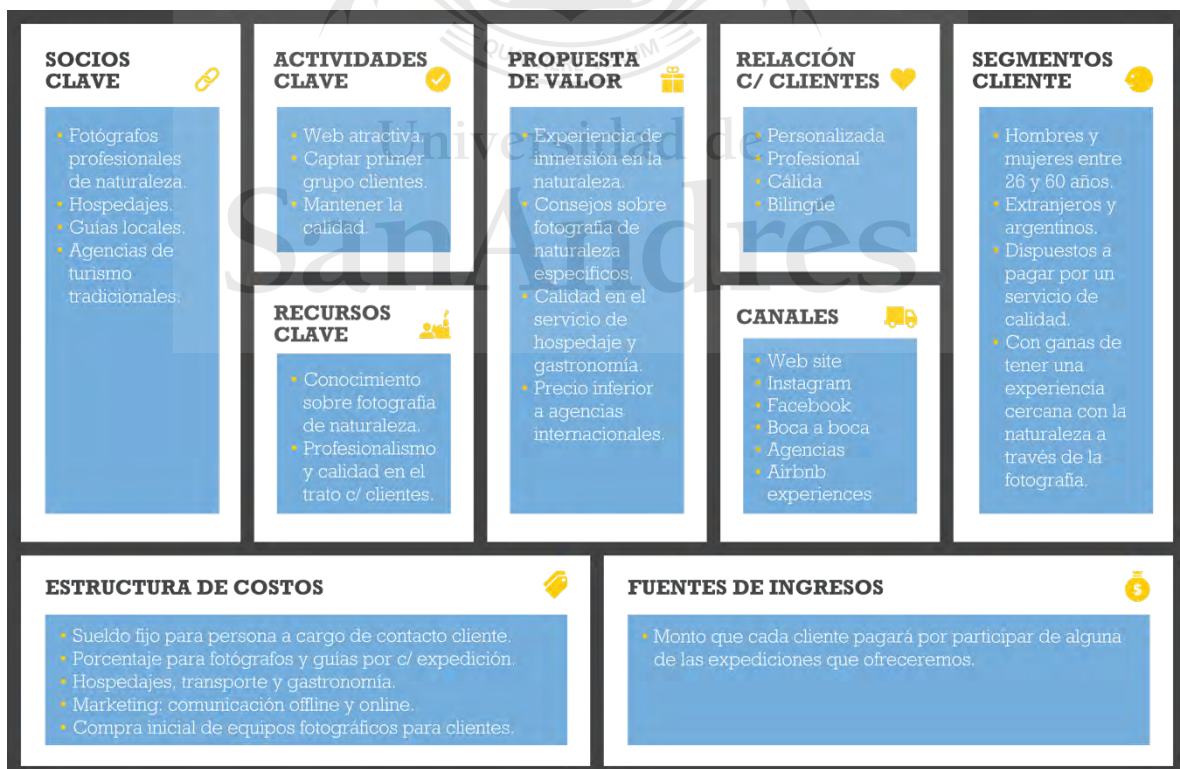 SOCIOS
CLAVE
• Fotógrafos
profesionales
de naturaleza.
• Hospedajes.
• Guías locales.
• Agencias de
turismo
tradicionales.
ACTIVIDADES
CLAVE
• Web atractiva.
• Captar primer
grupo clientes.
• Mantener la
calidad.
RECURSOS
CLAVE
• Conocimiento
sobre fotografía
de naturaleza.
• Profesionalismo
y calidad en el
trato c/ clientes.
PROPUESTA
DE VALOR
• Experiencia de
inmersión en la
naturaleza.
• Consejos sobre
fotografía de
naturaleza
específicos.
• Calidad en el
servicio de
hospedaje y
gastronomía.
• Precio inferior
a agencias
internacionales.
RELACIÓN
C/ CLIENTES
• Personalizada
• Profesional
• Cálida
• Bilingüe
CANALES
• Web site
• Instagram
• Facebook
• Boca a boca
• Agencias
• Airbnb
experiences
SEGMENTOS
CLIENTE
• Hombres y
mujeres entre
26 y 60 años.
• Extranjeros y
argentinos.
• Dispuestos a
pagar por un
servicio de
calidad.
• Con ganas de
tener una
experiencia
cercana con la
naturaleza a
través de la
fotografía.
ESTRUCTURA DE COSTOS
• Sueldo fijo para persona a cargo de contacto cliente.
• Porcentaje para fotógrafos y guías por c/ expedición.
• Hospedajes, transporte y gastronomía.
• Marketing: comunicación offline y online.
• Compra inicial de equipos fotográficos para clientes.
FUENTES DE INGRESOS
• Monto que cada cliente pagará por participar de alguna
de las expediciones que ofreceremos.
Universidad de
SanAndrés